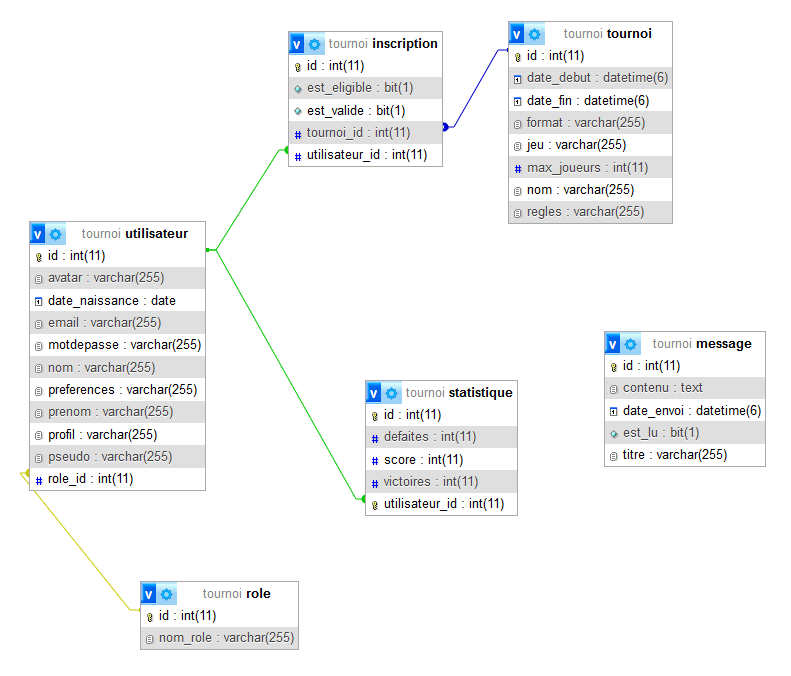 v tournoi inscription
id : int(11)
est_eligible : bit(1)
est_valide : bit(1)
# tournoi_id : int(11)
# utilisateur_id : int(11)
v tournoi tournoi
id : int(11)
date_debut : datetime(6)
date_fin : datetime(6)
format : varchar(255)
jeu : varchar(255)
# max_joueurs : int(11)
nom : varchar(255)
regles : varchar(255)
v tournoi utilisateur
id : int(11)
avatar : varchar(255)
date_naissance : date
email : varchar(255)
motdepasse : varchar(255)
nom : varchar(255)
preferences : varchar(255)
prenom : varchar(255)
profil : varchar(255)
pseudo : varchar(255)
# role_id : int(11)
v tournoi message
id : int(11)
contenu : text
date_envoi : datetime(6)
est_lu : bit(1)
titre : varchar(255)
v tournoi statistique
id : int(11)
# defaites : int(11)
# score : int(11)
# victoires : int(11)
utilisateur_id : int(11)
v tournoi role
id : int(11)
nom_role : varchar(255)